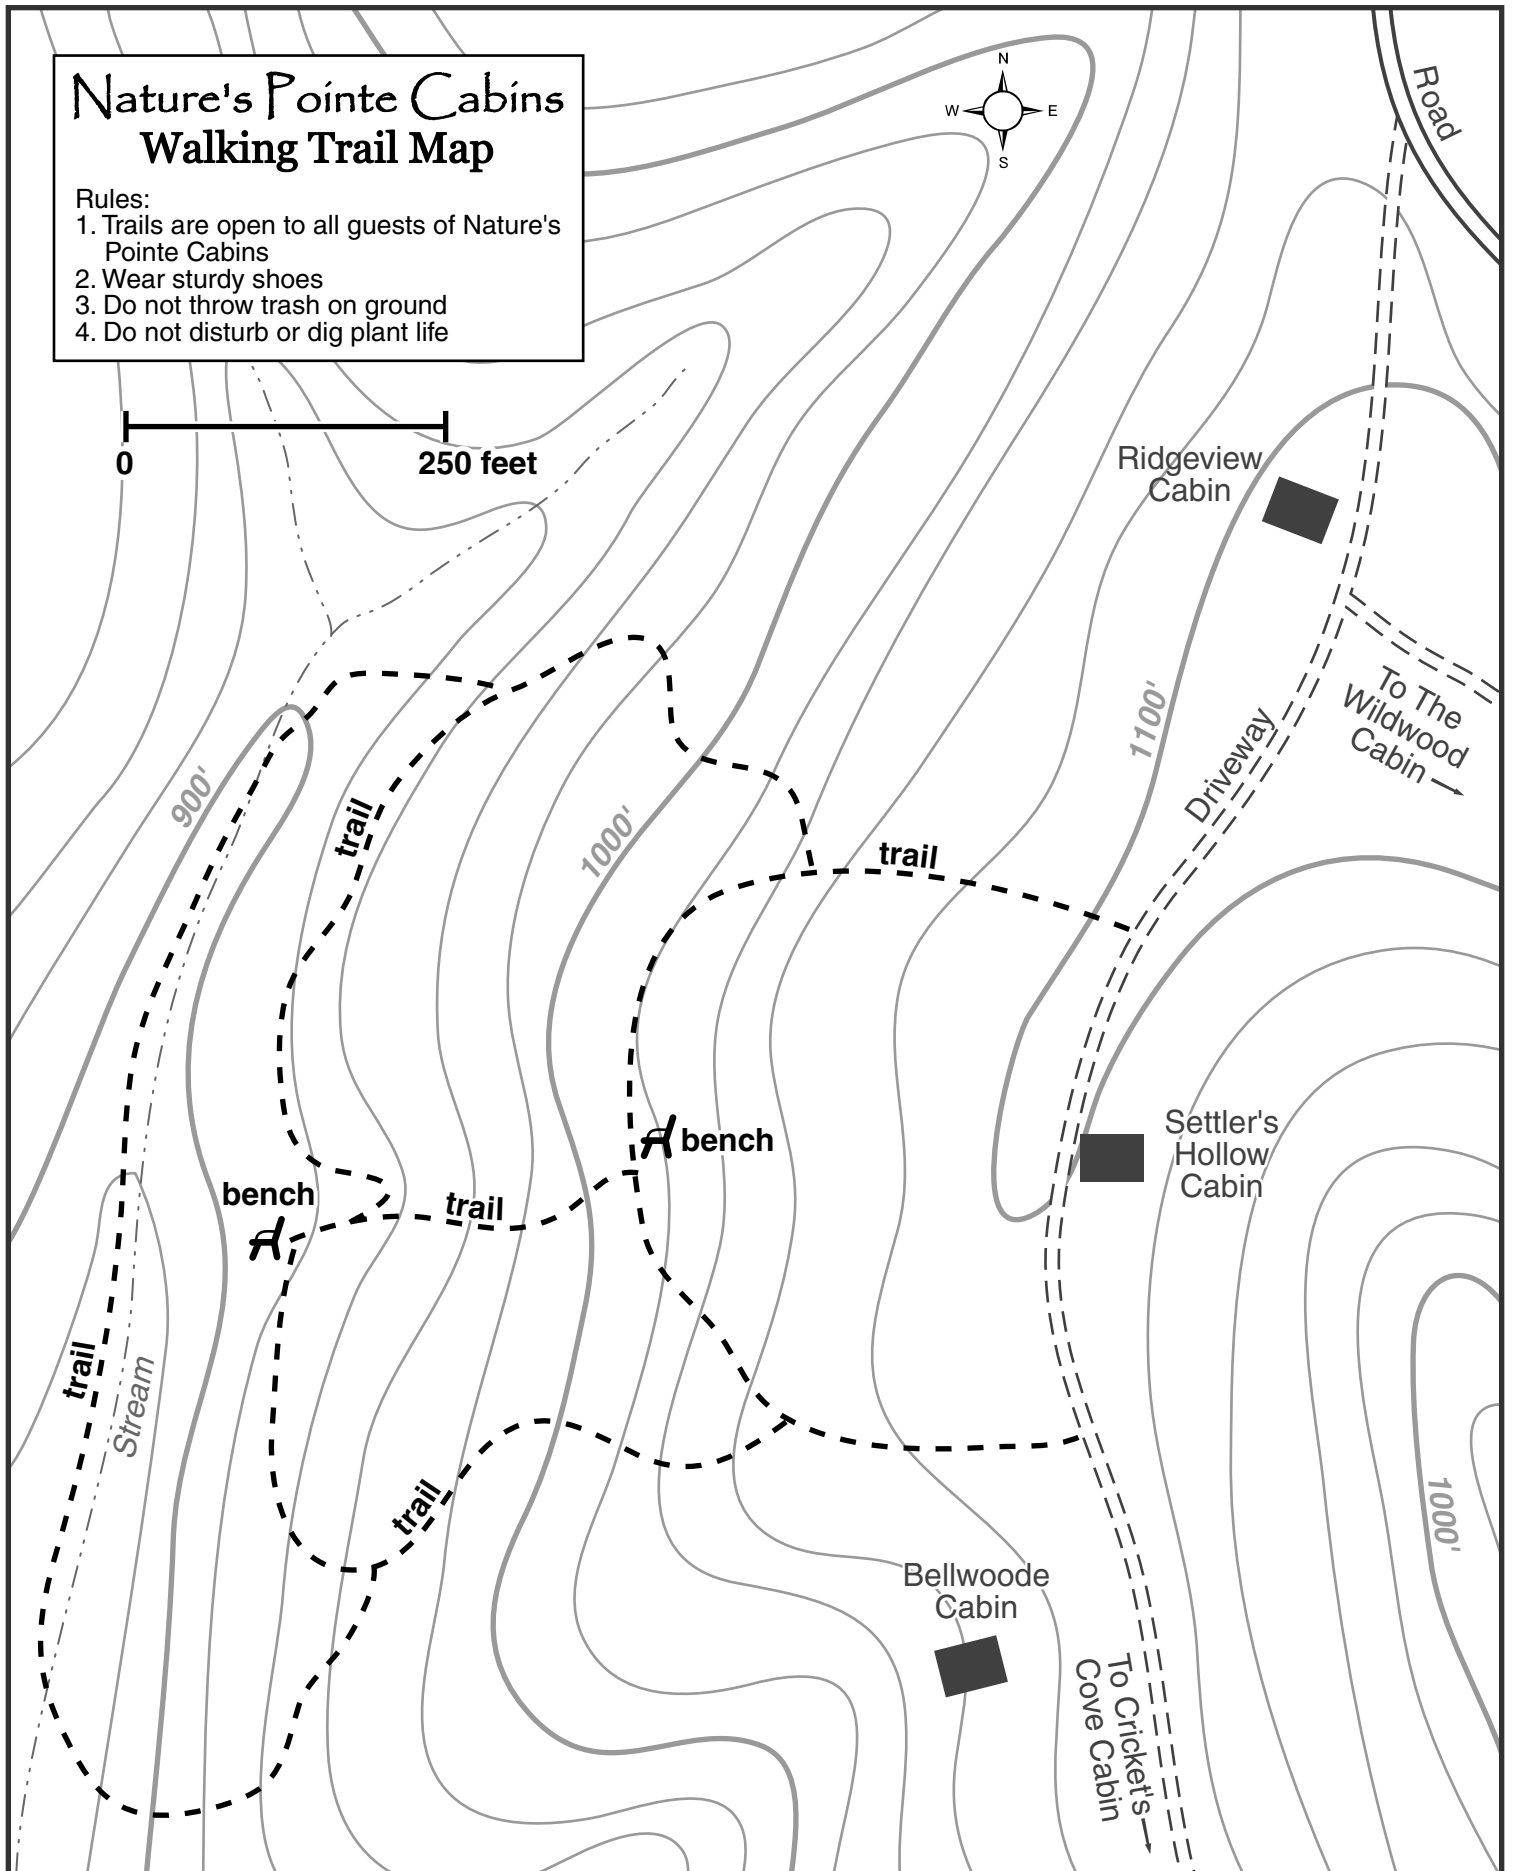 Nature's Pointe Cabins
Walking Trail Map
Rules:
1. Trails are open to all guests of Nature's
Pointe Cabins
2. Wear sturdy shoes
3. Do not throw trash on ground
4. Do not disturb or dig plant life
N
W
E
S
Road
0
250 feet
Ridgeview
Cabin
To The
Wildwood
Cabin
1100'
Driveway
900'
trail
1000'
trail
Settler's
Hollow
Cabin
bench
bench
trail
trail
Stream
trail
1000'
Bellwoode
Cabin
To Cricket's
Cove Cabin